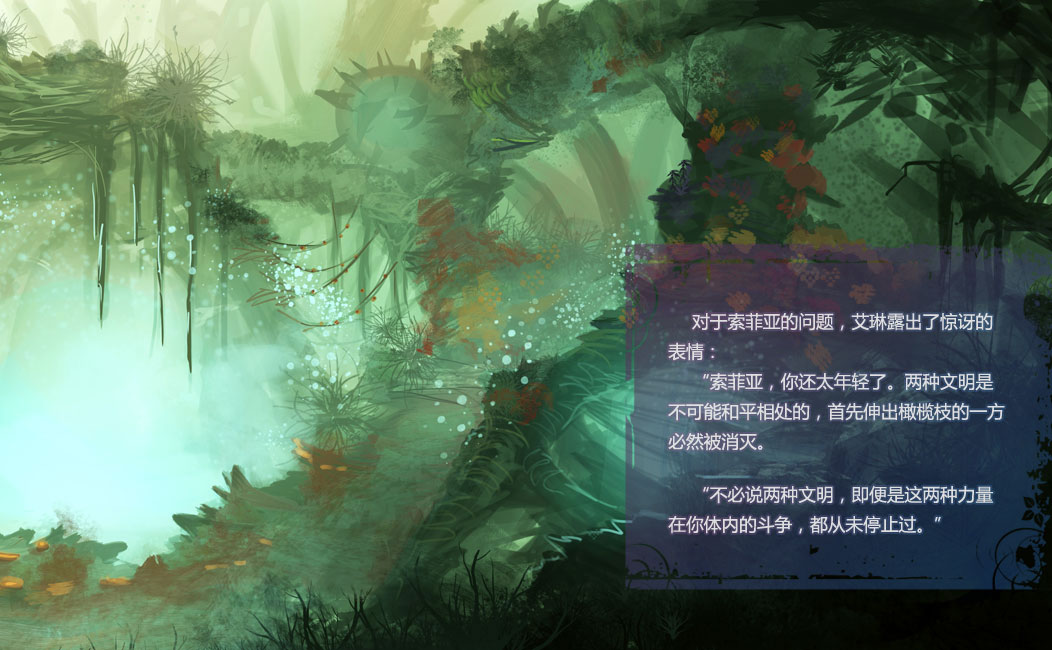 对于索菲亚的问题，艾琳露出了惊讶的
表情：
“索菲亚，你还太年轻了。两种文明是
不可能和平相处的，首先伸出橄榄枝的一方
必然被消灭。
“不必说两种文明，即便是这两种力量
在你体内的斗争，都从未停止过。”